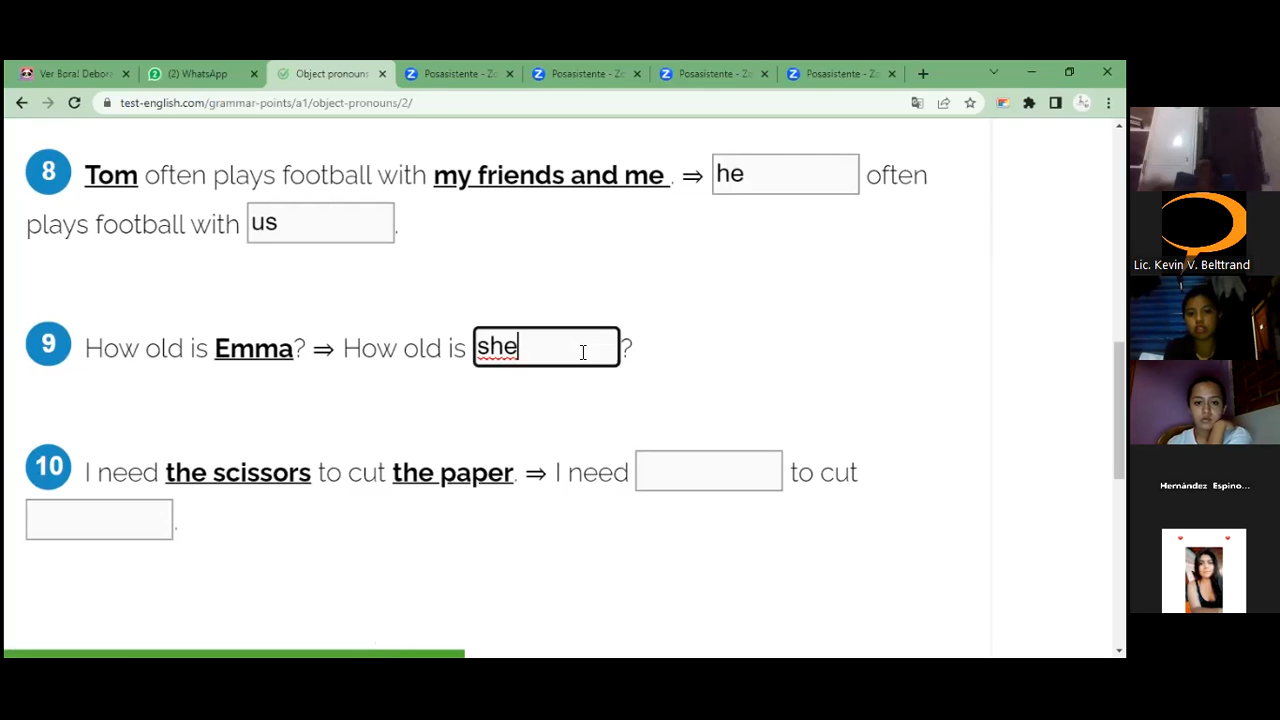 Ver Bora! Debora
(2) WhatsApp
Object pronouns
Posasistente - Zo
Posasistente - Zo
Posasistente - Zo
Posasistente - Zo
test-english.com/grammar-points/a1/object-pronouns/2/
8 Tom often plays football with my friends and me . ⇒ he often
plays football with us .
9 How old is Emma? ⇒ How old is she ?
10 I need the scissors to cut the paper. ⇒ I need to cut
.
Lic. Kevin V. Belttrand
Hernández Espino...